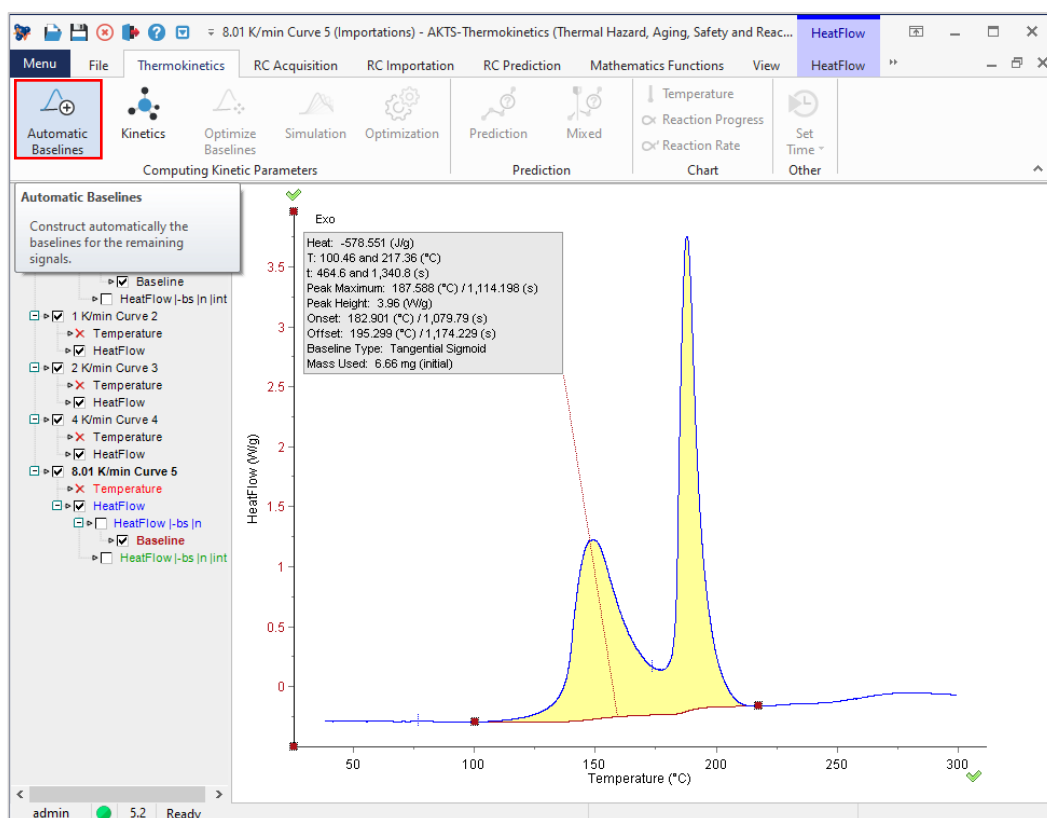 8.01 K/min Curve 5 (Importations) - AKTS-Thermokinetics (Thermal Hazard, Aging, Safety and Reac... HeatFlow
Menu File Thermokinetics RC Acquisition RC Importation RC Prediction Mathematics Functions View HeatFlow
Automatic Baselines
Kinetics
Optimize Baselines
Simulation
Optimization
Prediction
Mixed
Temperature
Reaction Progress
Reaction Rate
Set Time
Computing Kinetic Parameters Prediction Chart Other
Automatic Baselines
Construct automatically the
baselines for the remaining
signals.
Baseline
HeatFlow |-bs |n |int
1 K/min Curve 2
Temperature
HeatFlow
2 K/min Curve 3
Temperature
HeatFlow
4 K/min Curve 4
Temperature
HeatFlow
8.01 K/min Curve 5
Temperature
HeatFlow
HeatFlow |-bs |n
Baseline
HeatFlow |-bs |n |int
Exo
Heat: -578.551 (J/g)
T: 100.46 and 217.36 (°C)
t: 464.6 and 1,340.8 (s)
Peak Maximum: 187.588 (°C) / 1,114.198 (s)
Peak Height: 3.96 (W/g)
Onset: 182.901 (°C) / 1,079.79 (s)
Offset: 195.299 (°C) / 1,174.229 (s)
Baseline Type: Tangential Sigmoid
Mass Used: 6.66 mg (initial)
HeatFlow (W/g)
3.5
3
2.5
2
1.5
1
0.5
0
50 100 150 200 250 300
Temperature (°C)
admin 5.2 Ready